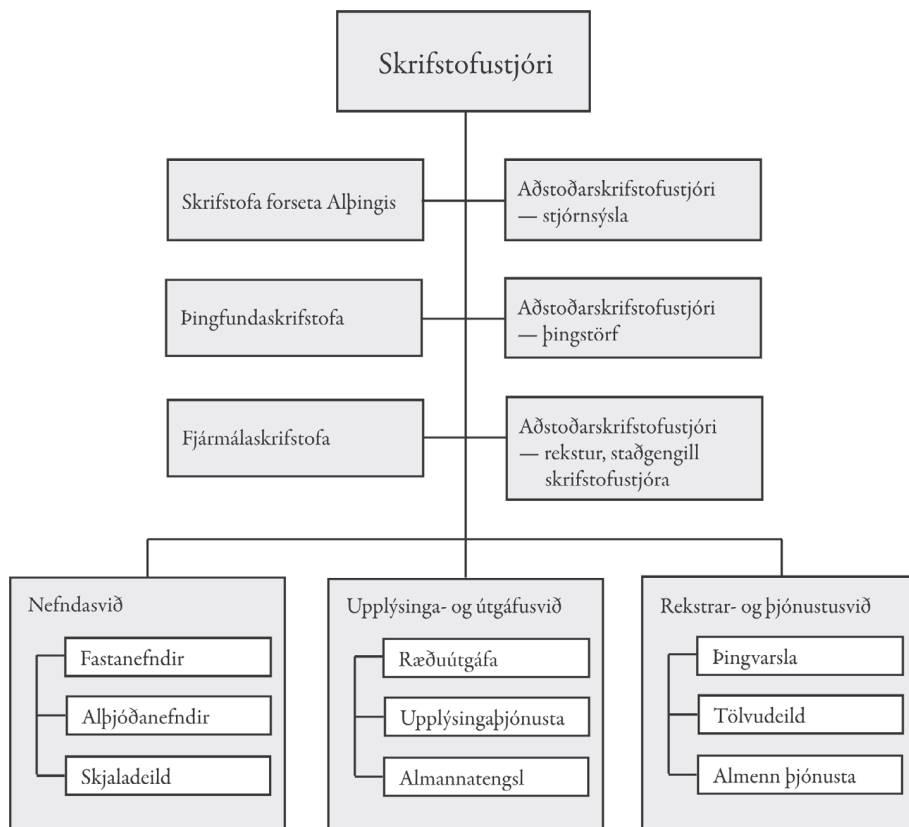 Skrifstofustjóri
Skrifstofa forseta Alþingis
Aðstoðarskrifstofustjóri
— stjórnsýsla
Þingfundaskrifstofa
Aðstoðarskrifstofustjóri
— þingstörf
Fjármálaskrifstofa
Aðstoðarskrifstofustjóri
— rekstur, staðgengill
skrifstofustjóra
Nefndasvið
Fastanefndir
Alþjóðanefndir
Skjaladeild
Upplýsinga- og útgáfusvið
Ræðuútgáfa
Upplýsingaþjónusta
Almannatengsl
Rekstrar- og þjónustusvið
Þingvarsla
Tölvudeild
Almenn þjónusta